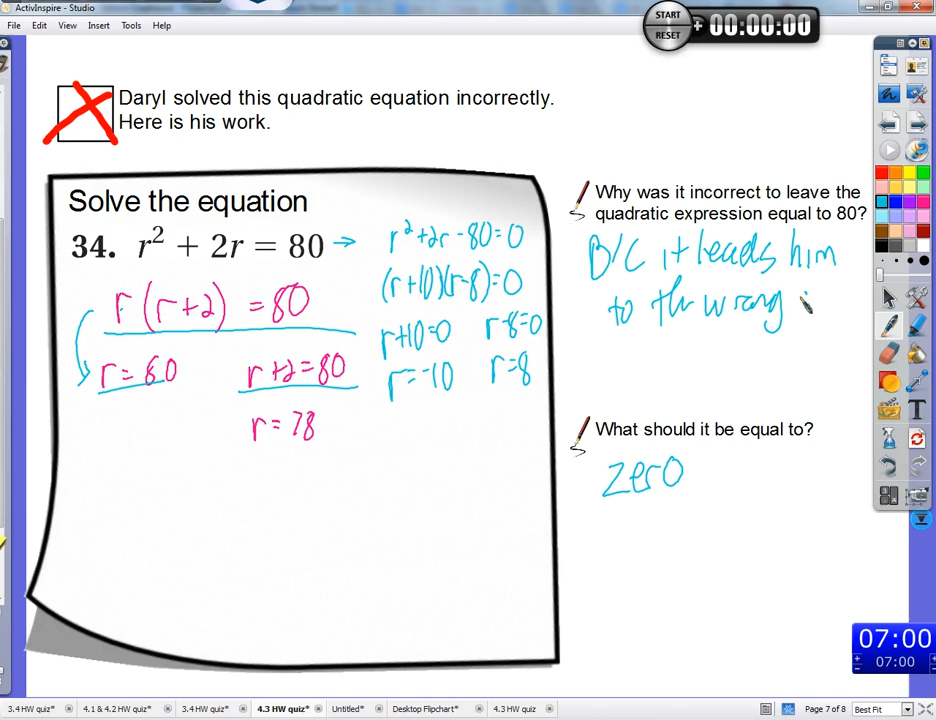 ActivInspire - Studio
File Edit View Insert Tools Help
START
RESET
00:00:00
Daryl solved this quadratic equation incorrectly.
Here is his work.
Solve the equation
34. r² + 2r = 80 →
r(r+2) = 80
r = 80 r+2=80
r = 78
r²+2r-80=0
(r+10)(r-8)=0
r+10=0 r-8=0
r=-10 r=8
Why was it incorrect to leave the
quadratic expression equal to 80?
B/C it leads him
to the wrong
What should it be equal to?
zero
07:00
07:00
3.4 HW quiz* 4.1 & 4.2 HW quiz* 3.4 HW quiz* 4.3 HW quiz* Untitled* Desktop Flipchart* 4.3 HW quiz Page 7 of 8 Best Fit